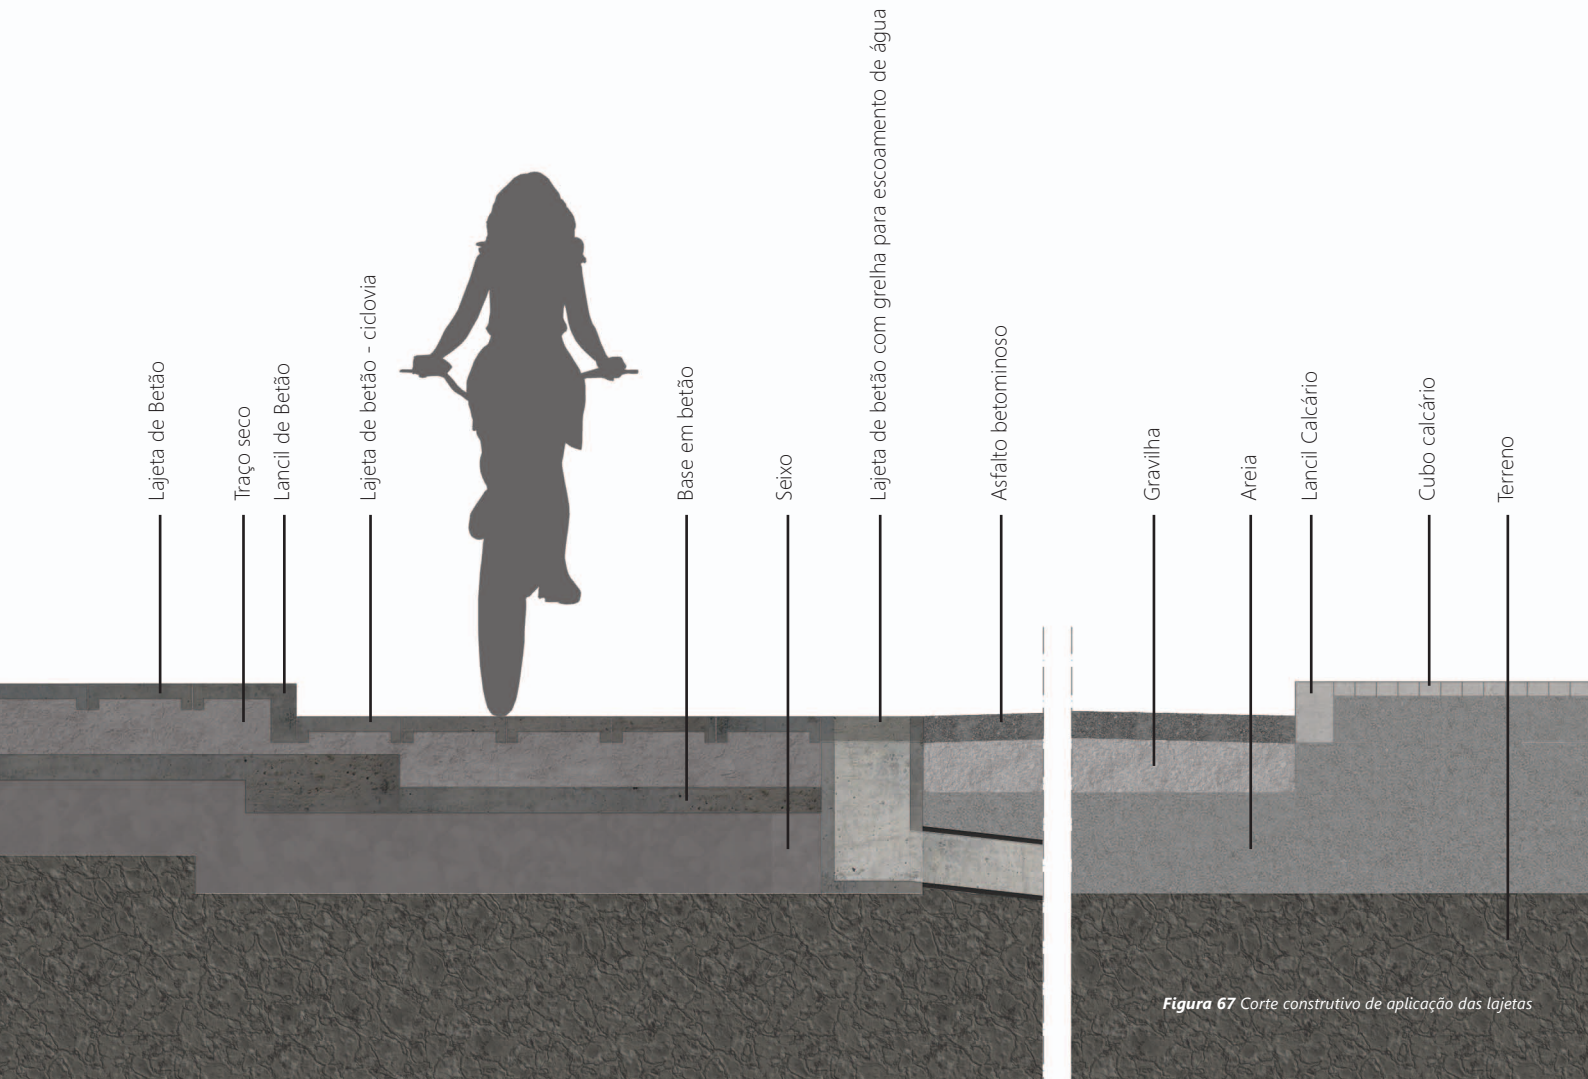 Lajeta de Betão
Traço seco
Lancil de Betão
Lajeta de betão - ciclovia
Base em betão
Seixo
Lajeta de betão com grelha para escoamento de água
Asfalto betominoso
Gravilha
Areia
Lancil Calcário
Cubo calcário
Terreno
Figura 67 Corte construtivo de aplicação das lajetas